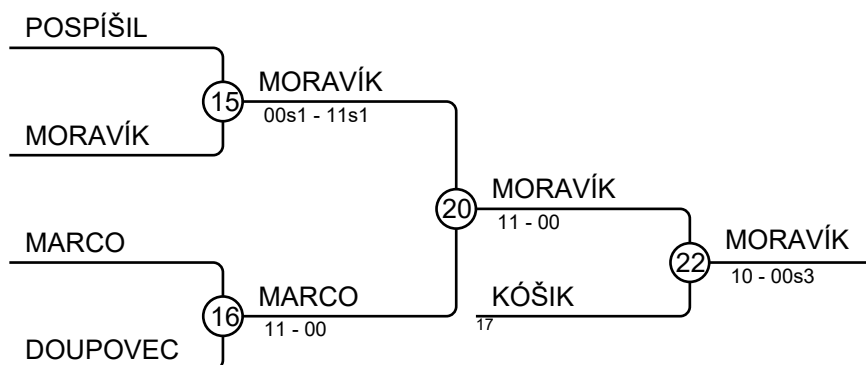 POSPÍŠIL
15
MORAVÍK
00s1 - 11s1
MORAVÍK
20
MORAVÍK
11 - 00
MARCO
22
MORAVÍK
10 - 00s3
16
MARCO
11 - 00
KÓŠIK
17
DOUPOVEC